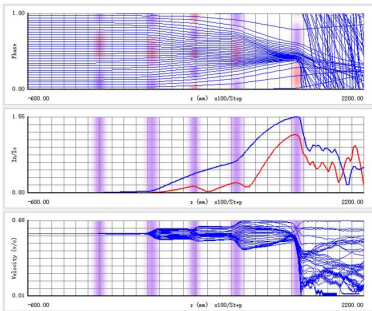 1.00
Phase
0.00
-600.00
z (mm) x100/Step
2200.00
1.55
In/Io
0.00
-600.00
z (mm) x100/Step
2200.00
0.48
Velocity (v/c)
0.01
-600.00
z (mm) x100/Step
2200.00